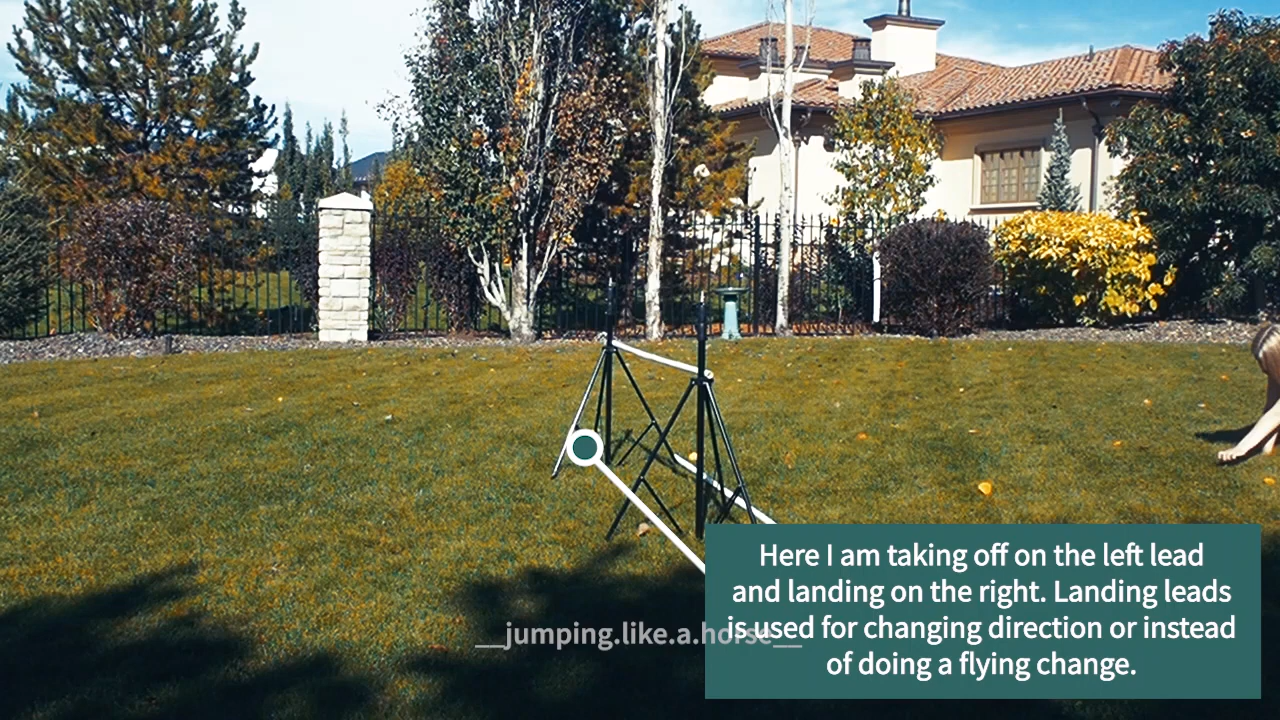 Here I am taking off on the left lead
and landing on the right. Landing leads
is used for changing direction or instead
of doing a flying change.
__jumping.like.a.horse__